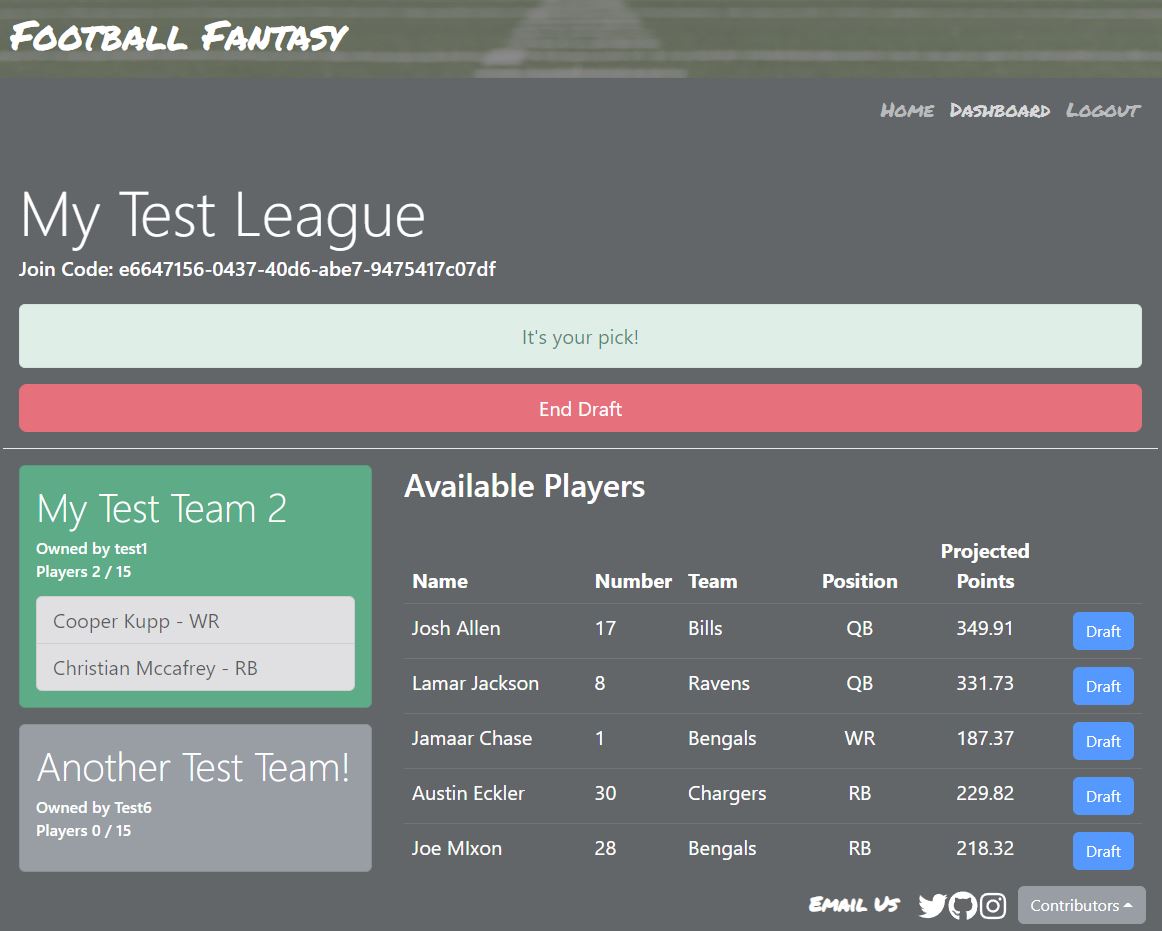 Football Fantasy
Home Dashboard Logout
My Test League
Join Code: e6647156-0437-40d6-abe7-9475417c07df
It's your pick!
End Draft
My Test Team 2
Owned by test1
Players 2 / 15
Cooper Kupp - WR
Christian Mccafrey - RB
Another Test Team!
Owned by Test6
Players 0 / 15
Available Players
Name Number Team Position Projected Points
Josh Allen 17 Bills QB 349.91 Draft
Lamar Jackson 8 Ravens QB 331.73 Draft
Jamaar Chase 1 Bengals WR 187.37 Draft
Austin Eckler 30 Chargers RB 229.82 Draft
Joe MIxon 28 Bengals RB 218.32 Draft
Email Us Contributors